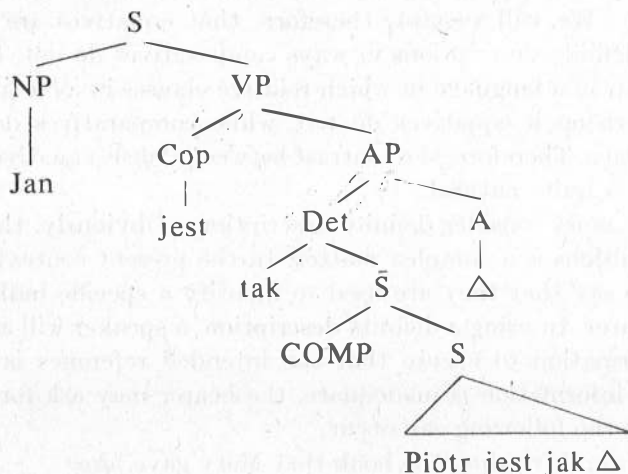 S
NP VP
Cop AP
Jan
jest Det A
tak S̄ Δ
COMP S
Piotr jest jak Δ